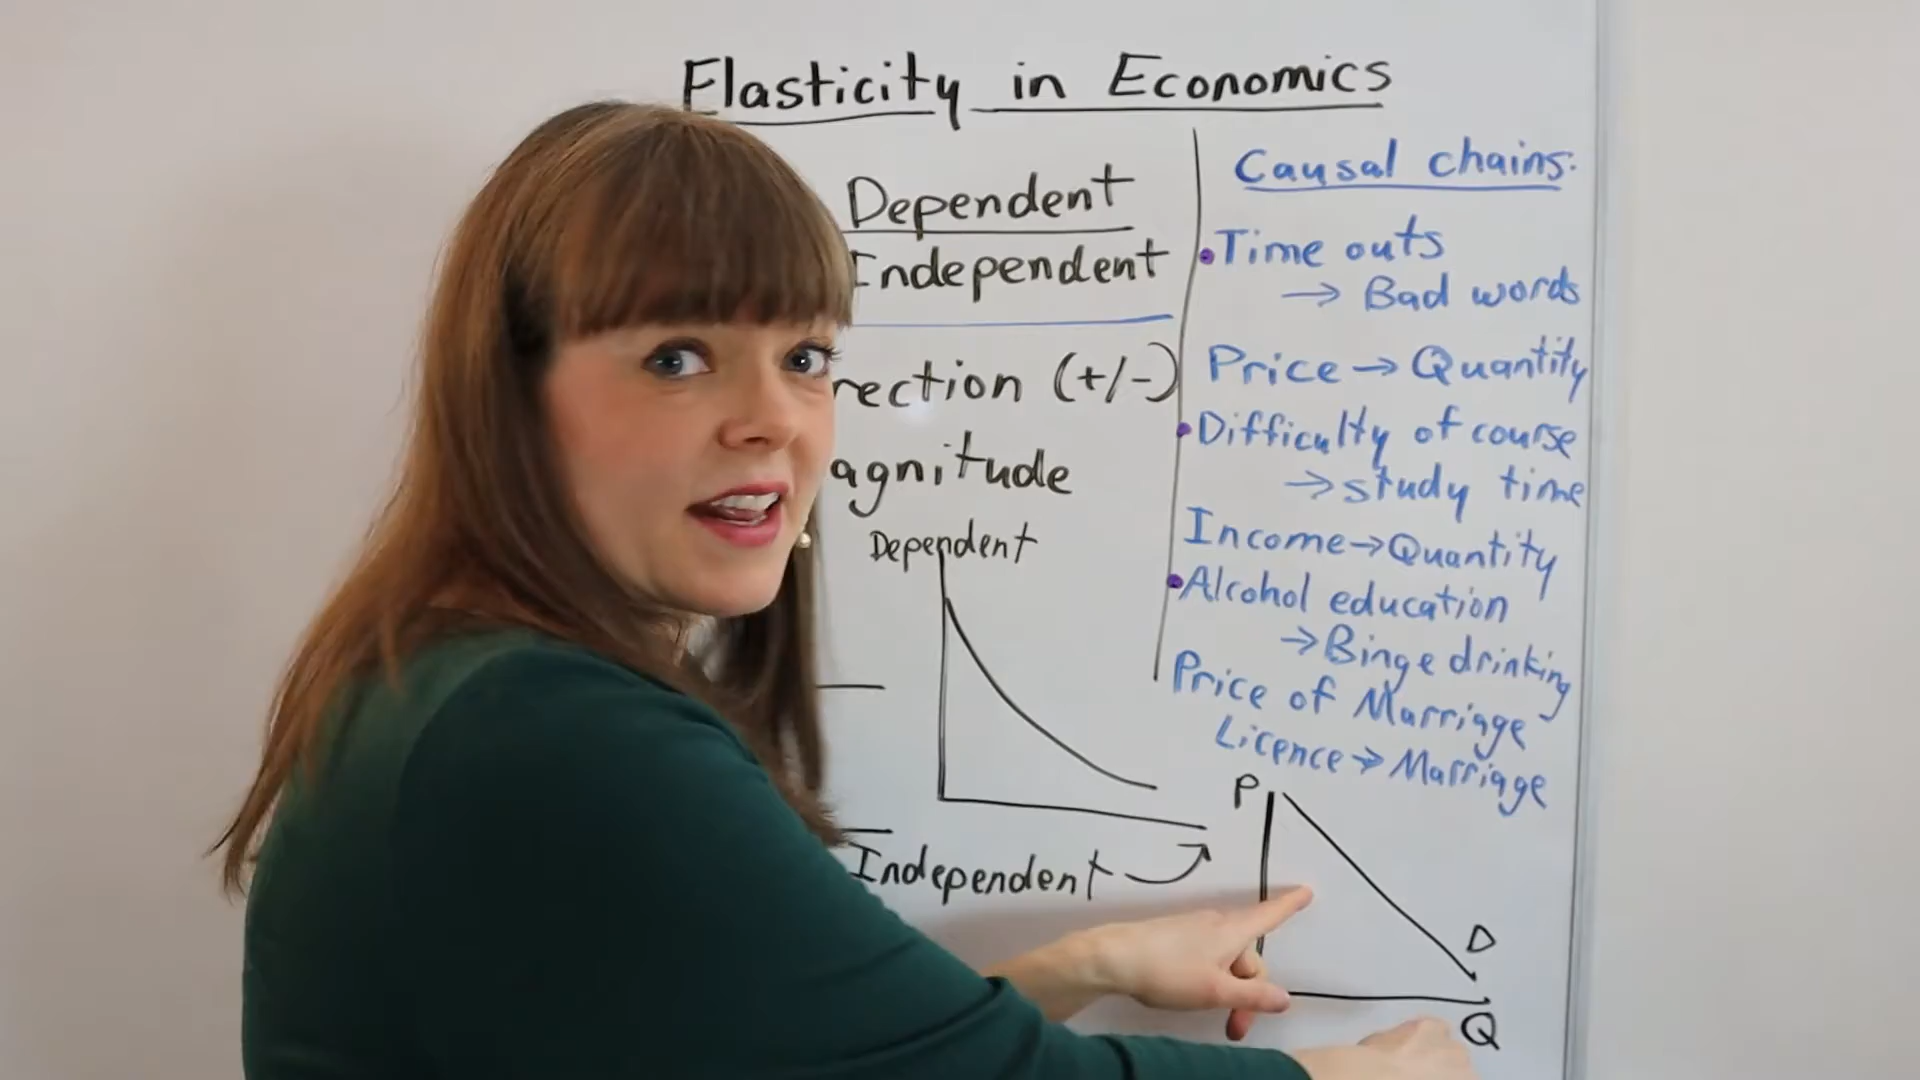 Elasticity in Economics
Dependent
Independent
rection (+/-)
agnitude
Dependent
Independent
Causal chains:
• Time outs
→ Bad words
Price → Quantity
• Difficulty of course
→ study time
Income → Quantity
• Alcohol education
→ Binge drinking
Price of Marriage
Licence → Marriage
P
D
Q